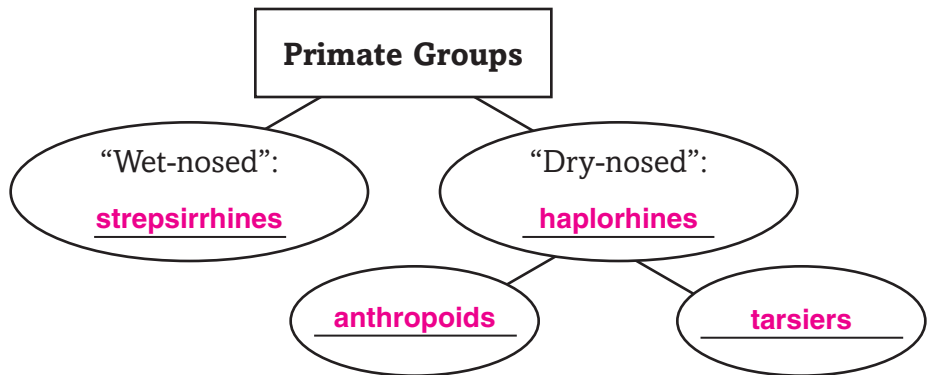 Primate Groups
“Wet-nosed”:
strepsirrhines
“Dry-nosed”:
haplorhines
anthropoids
tarsiers